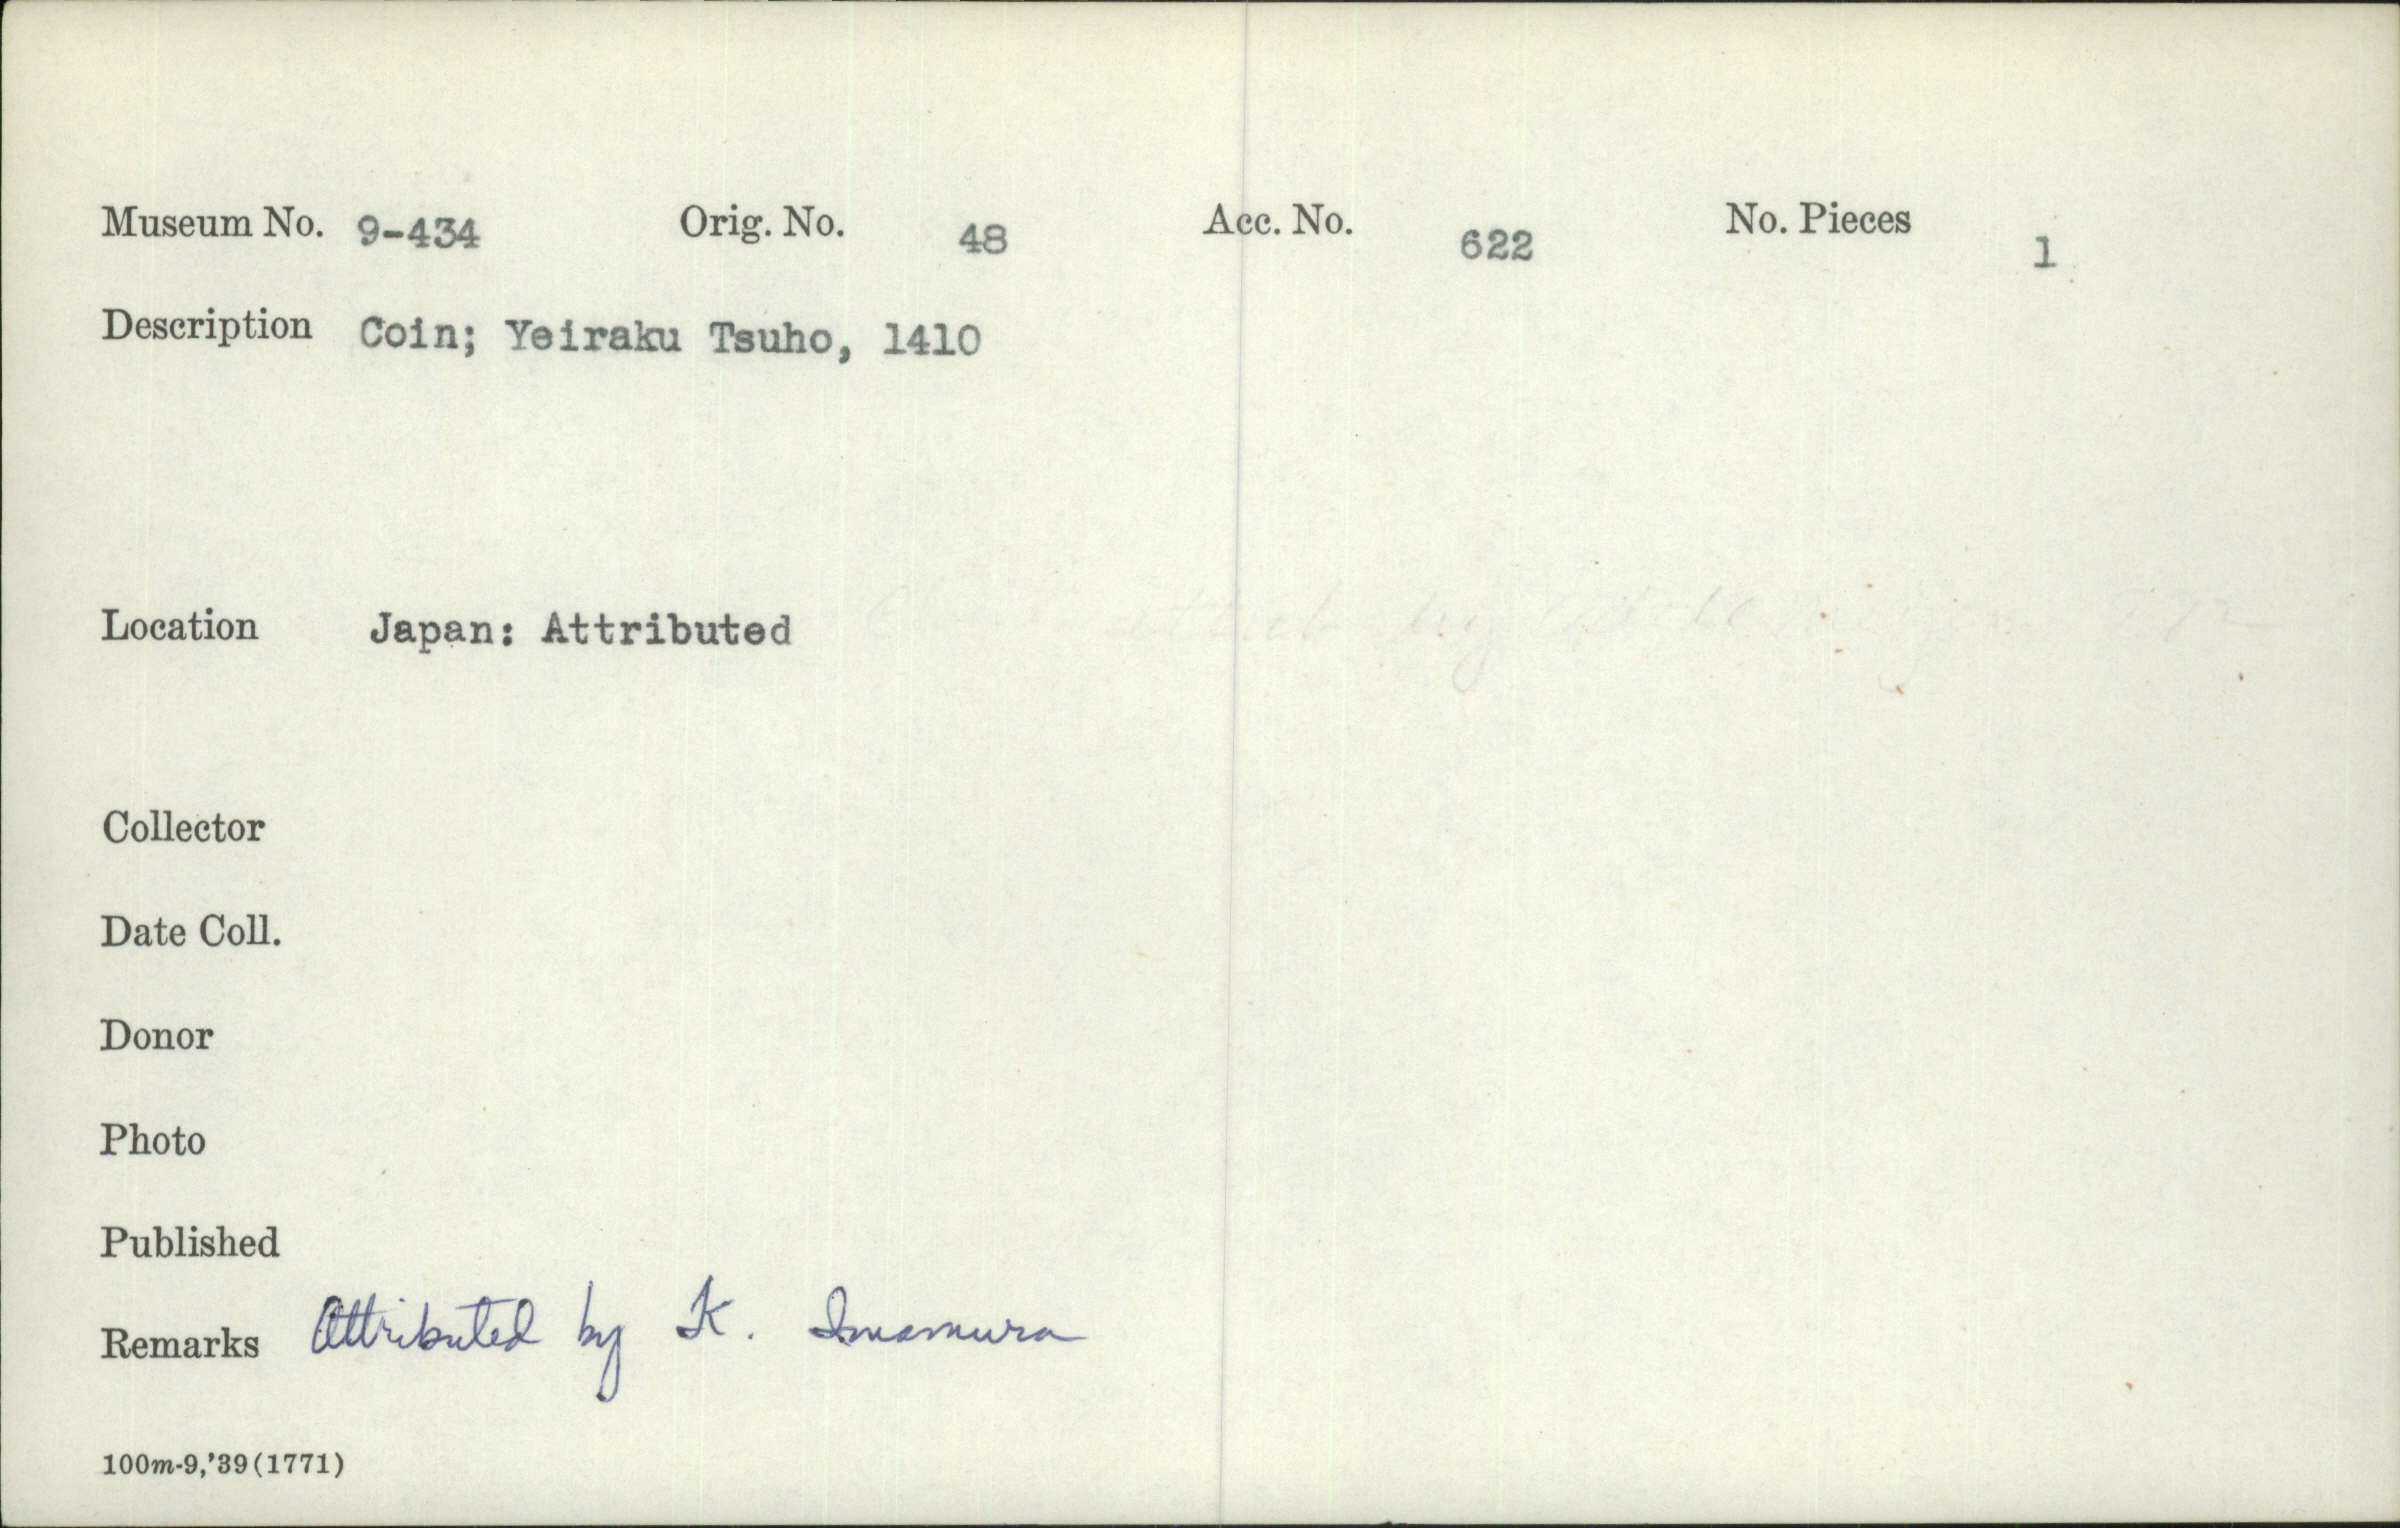 Museum No. 9-434 Orig. No. 48 Acc. No. 622 No. Pieces 1
Description Coin; Yeiraku Tsuho, 1410
Location Japan: Attributed
Collector
Date Coll.
Donor
Photo
Published
Remarks Attributed by K. Imamura
100m-9,'39(1771)